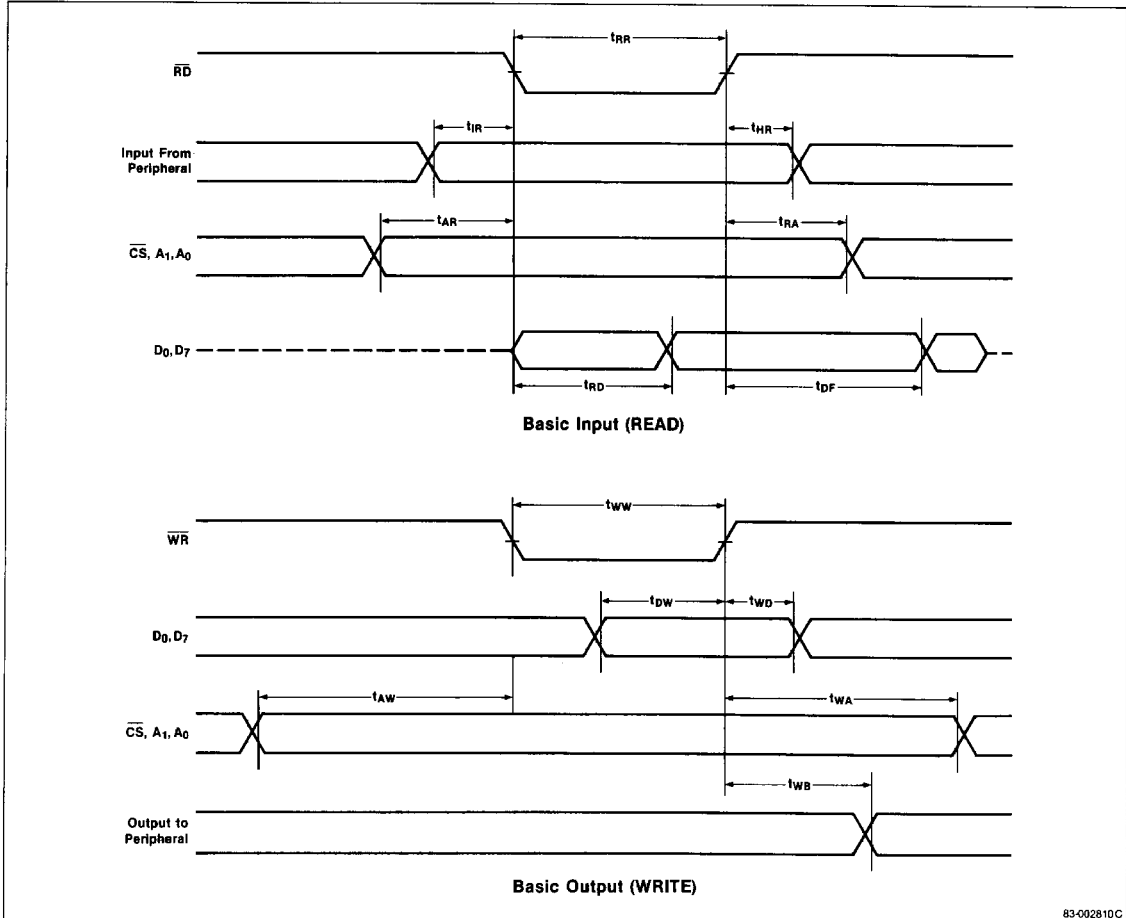 tRR
RD
tIR
tHR
Input From
Peripheral
tAR
tRA
CS, A1, A0
D0, D7
tRD
tDF
Basic Input (READ)
tWW
WR
tDW
tWD
D0, D7
tAW
tWA
CS, A1, A0
tWB
Output to
Peripheral
Basic Output (WRITE)
83-002810C